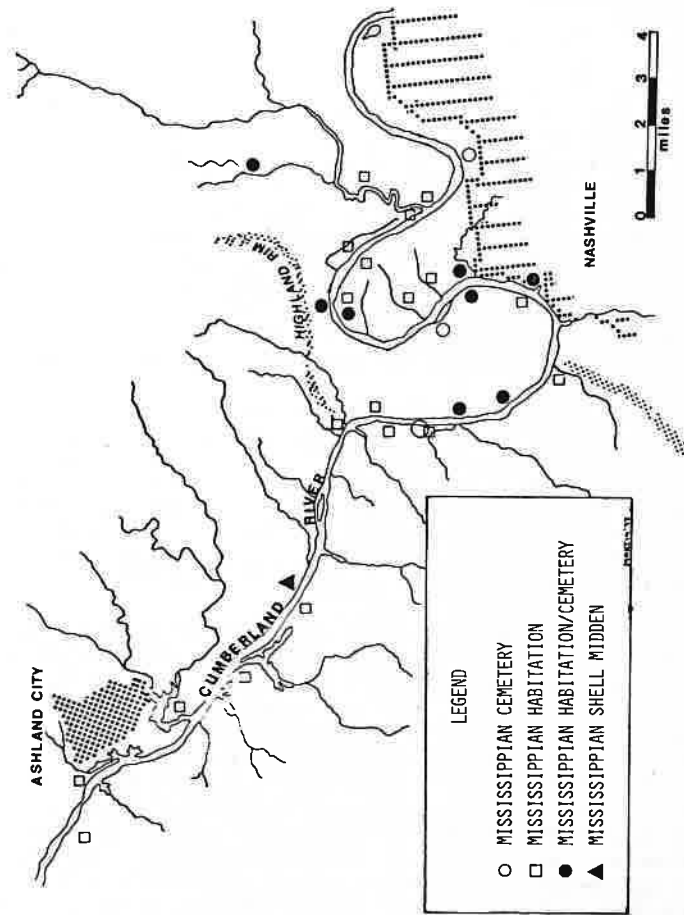 ASHLAND CITY
HIGHLAND RIM
CUMBERLAND RIVER
NASHVILLE
0 1 2 3 4
miles
LEGEND
MISSISSIPPIAN CEMETERY
MISSISSIPPIAN HABITATION
MISSISSIPPIAN HABITATION/CEMETERY
MISSISSIPPIAN SHELL MIDDEN